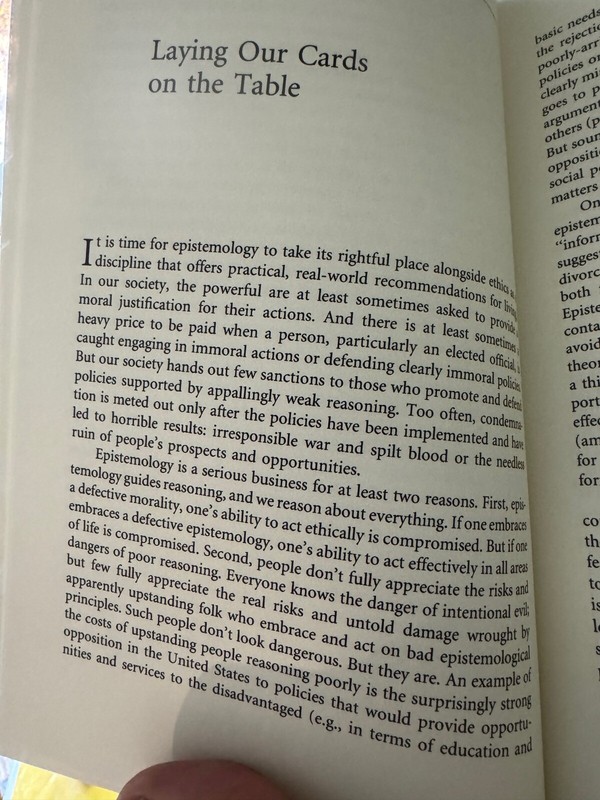 Laying Our Cards
on the Table
It is time for epistemology to take its rightful place alongside ethics
discipline that offers practical, real-world recommendations for living
In our society, the powerful are at least sometimes asked to provide
moral justification for their actions. And there is at least sometimes
heavy price to be paid when a person, particularly an elected official,
caught engaging in immoral actions or defending clearly immoral policies.
But our society hands out few sanctions to those who promote and defend
policies supported by appallingly weak reasoning. Too often, condemna-
tion is meted out only after the policies have been implemented and have
led to horrible results: irresponsible war and spilt blood or the needless
ruin of people's prospects and opportunities.
Epistemology is a serious business for at least two reasons. First, epis-
temology guides reasoning, and we reason about everything. If one embraces
a defective morality, one's ability to act ethically is compromised. But if one
embraces a defective epistemology, one's ability to act effectively in all areas
of life is compromised. Second, people don't fully appreciate the risks and
dangers of poor reasoning. Everyone knows the danger of intentional evil;
but few fully appreciate the real risks and untold damage wrought by
apparently upstanding folk who embrace and act on bad epistemological
principles. Such people don't look dangerous. But they are. An example of
the costs of upstanding people reasoning poorly is the surprisingly strong
opposition in the United States to policies that would provide opportu-
nities and services to the disadvantaged (e.g., in terms of education and
basic needs
the rejecti
poorly-arr
policies or
clearly mi
goes to p
argument
others (p
But soun
oppositi
social p
matters
On
epistem
"inforn
suggest
divorc
both
Episte
conta
avoid
theor
a thi
port
effec
(am
for
for
co
th
fe
to
is